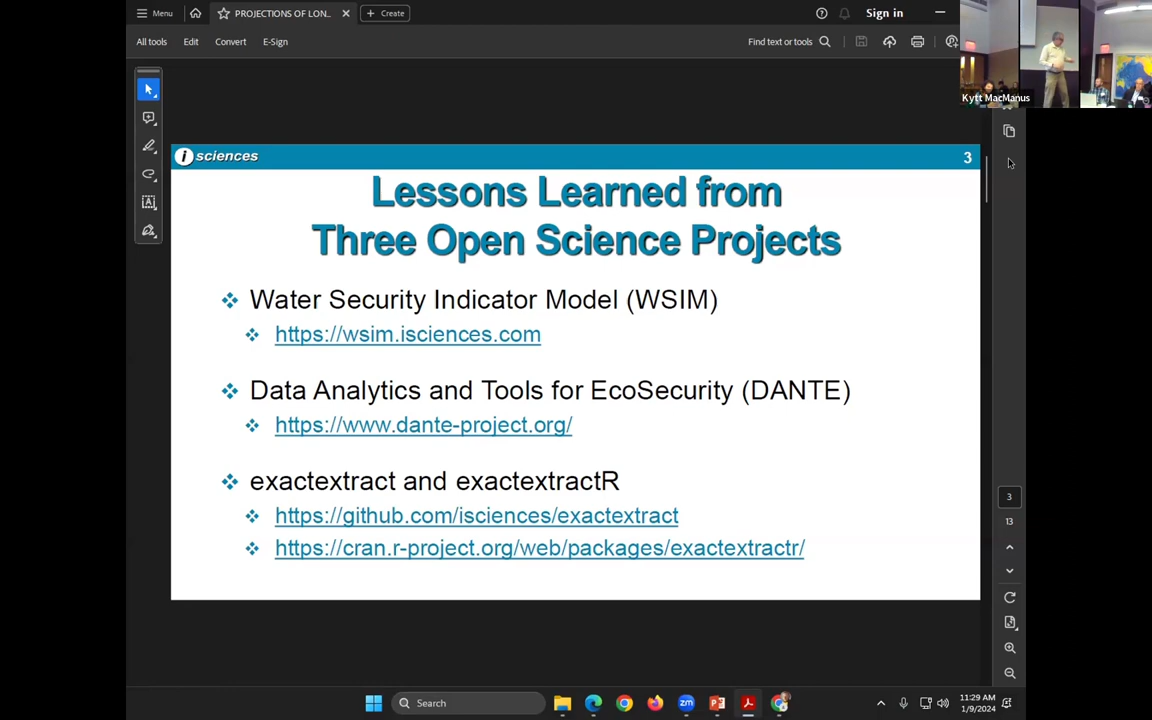 Menu
PROJECTIONS OF LON...
Create
Sign in
All tools
Edit
Convert
E-Sign
Find text or tools
Kytt MacManus
i sciences
3
Lessons Learned from
Three Open Science Projects
Water Security Indicator Model (WSIM)
https://wsim.isciences.com
Data Analytics and Tools for EcoSecurity (DANTE)
https://www.dante-project.org/
exactextract and exactextractR
https://github.com/isciences/exactextract
https://cran.r-project.org/web/packages/exactextractr/
3
13
Search
11:29 AM
1/9/2024